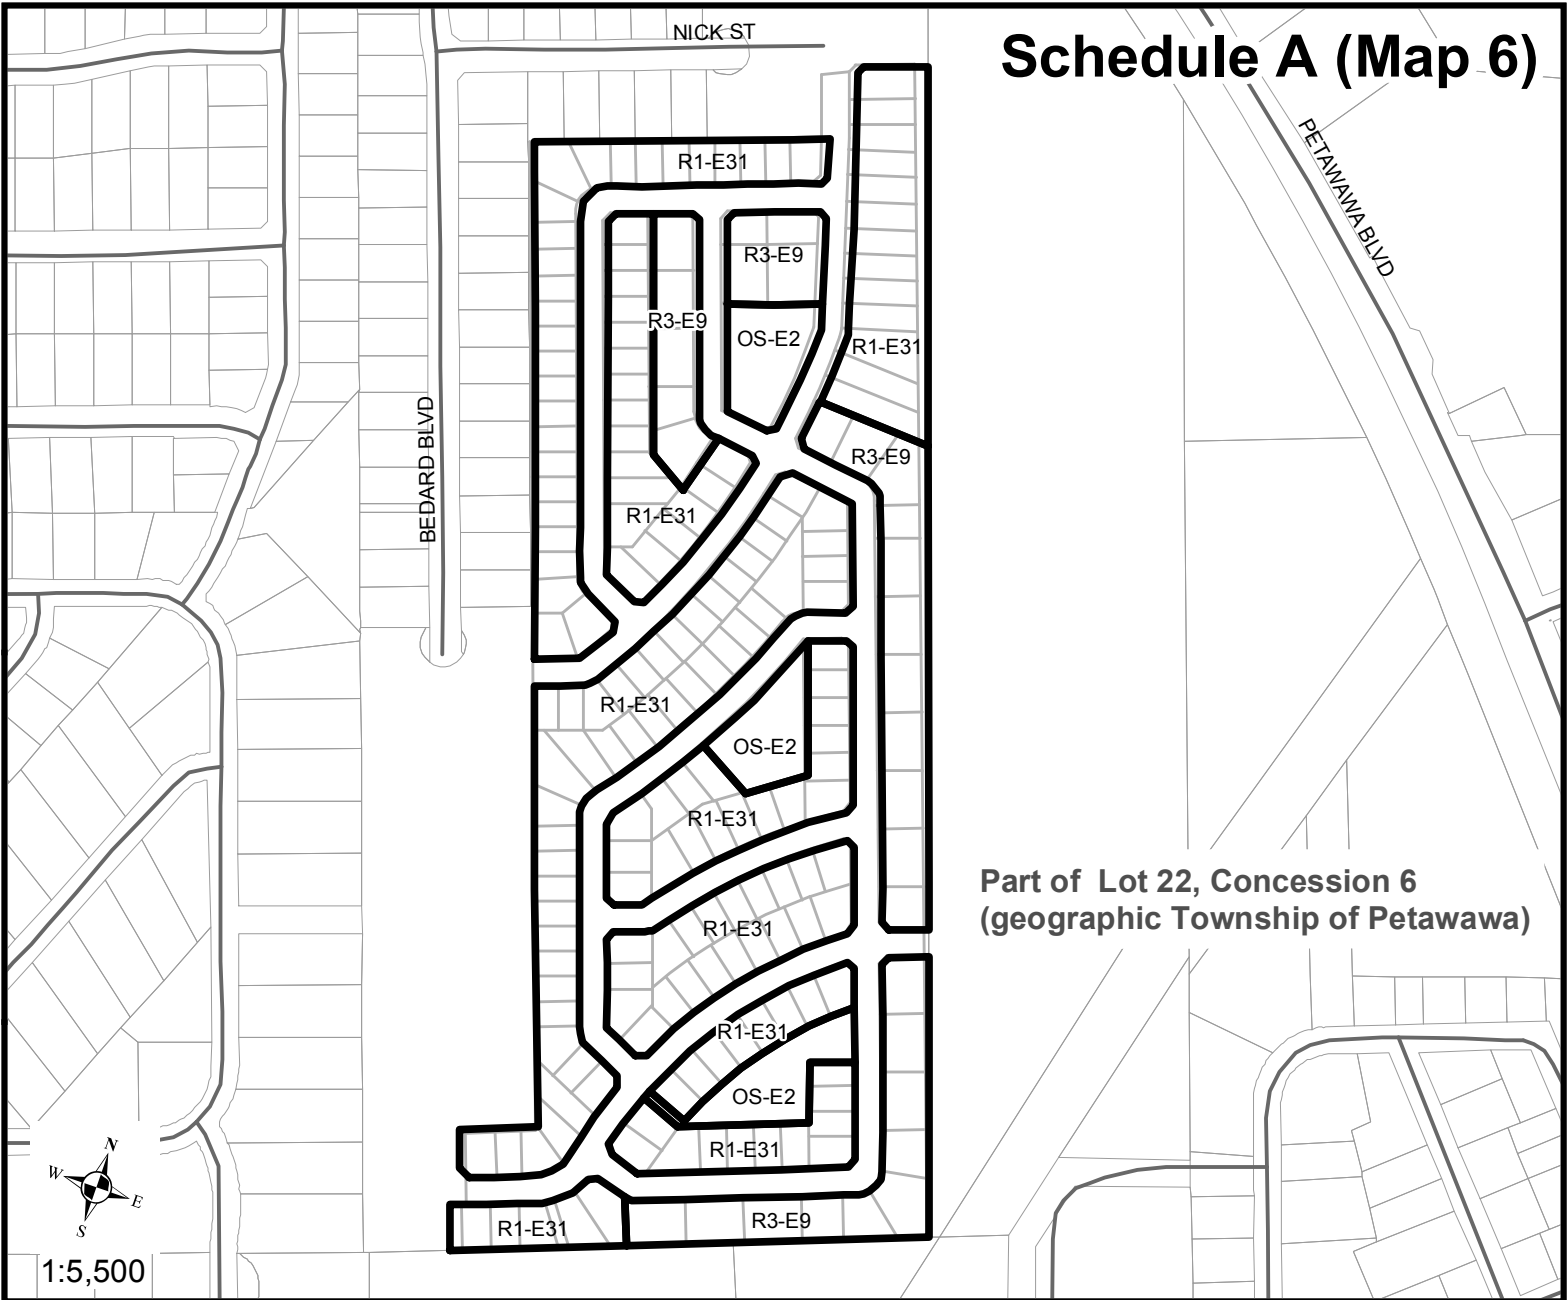 NICK ST
Schedule A (Map 6)
PETAWAWA BLVD
R1-E31
R3-E9
R3-E9
OS-E2
R1-E31
BEDARD BLVD
R3-E9
R1-E31
R1-E31
OS-E2
R1-E31
Part of Lot 22, Concession 6
(geographic Township of Petawawa)
R1-E31
R1-E31
OS-E2
R1-E31
N
W
E
S
R3-E9
R1-E31
1:5,500